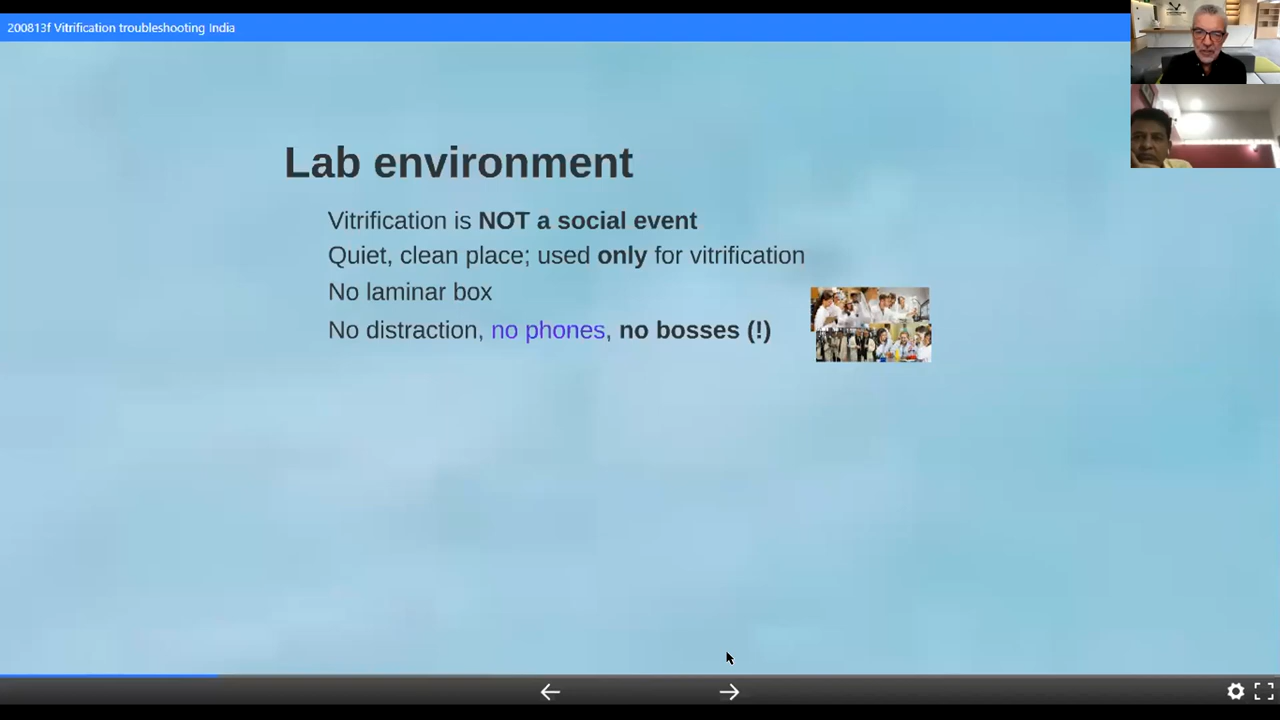 200813f Vitrification troubleshooting India
Lab environment
Vitrification is NOT a social event
Quiet, clean place; used only for vitrification
No laminar box
No distraction, no phones, no bosses (!)